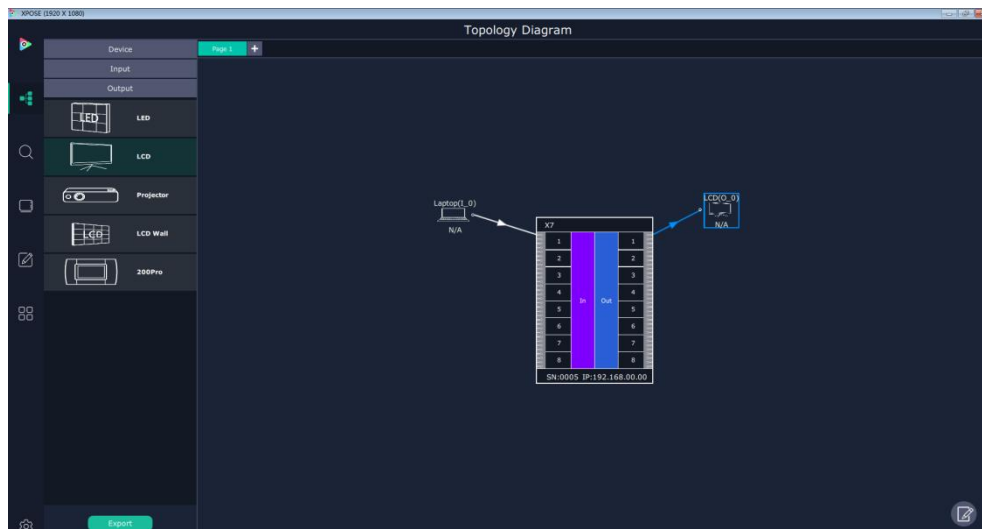 XPOSE (1920 X 1080)
Topology Diagram
Device
Input
Output
Page 1 +
LED LED
LCD
Projector
LCD LCD Wall
200Pro
Export
Laptop(I_0)
N/A
LCD(O_0)
N/A
X7
1 1
2 2
3 3
4 4
In Out
5 5
6 6
7 7
8 8
SN:0005 IP:192.168.00.00